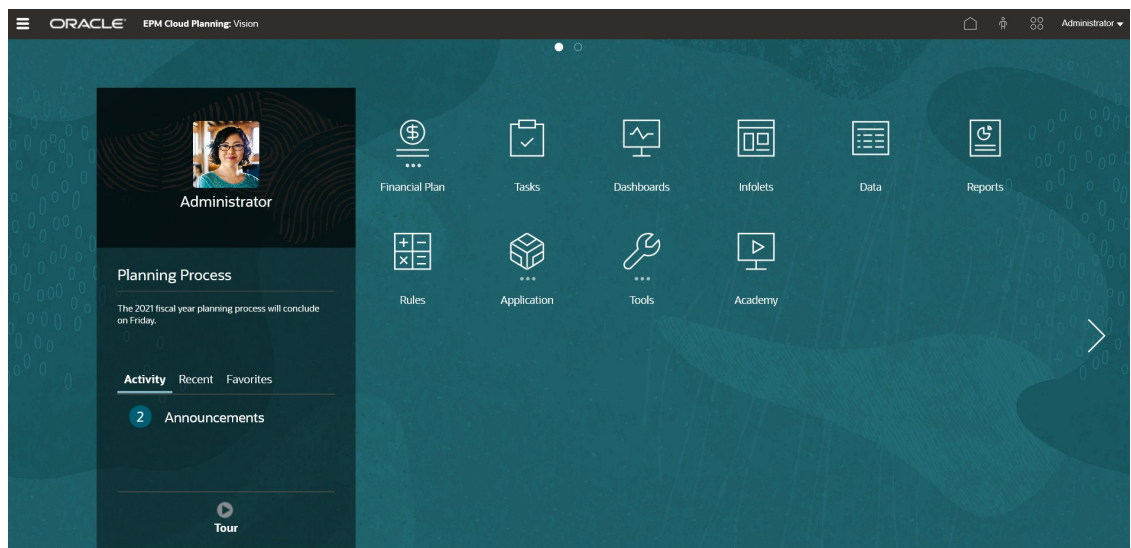 ORACLE® EPM Cloud Planning: Vision
Administrator
Administrator
Planning Process
The 2021 fiscal year planning process will conclude
on Friday.
Activity Recent Favorites
2 Announcements
Tour
Financial Plan Tasks Dashboards Infolets Data Reports
Rules Application Tools Academy